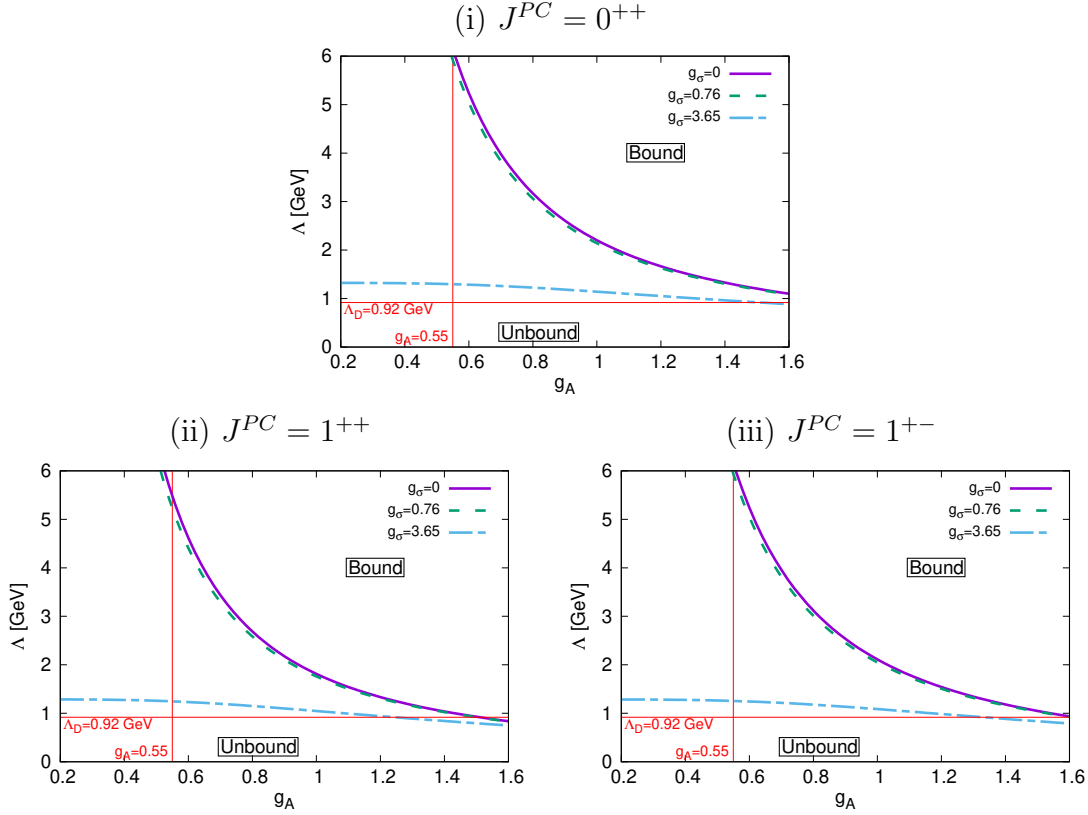 (i) J^{PC} = 0^{++}
6
5
4
3
2
1
0
Λ [GeV]
g_σ=0
g_σ=0.76
g_σ=3.65
Bound
Λ_D=0.92 GeV
g_A=0.55
Unbound
0.2 0.4 0.6 0.8 1 1.2 1.4 1.6
g_A
(ii) J^{PC} = 1^{++}
6
5
4
3
2
1
0
Λ [GeV]
g_σ=0
g_σ=0.76
g_σ=3.65
Bound
Λ_D=0.92 GeV
g_A=0.55
Unbound
0.2 0.4 0.6 0.8 1 1.2 1.4 1.6
g_A
(iii) J^{PC} = 1^{+-}
6
5
4
3
2
1
0
Λ [GeV]
g_σ=0
g_σ=0.76
g_σ=3.65
Bound
Λ_D=0.92 GeV
g_A=0.55
Unbound
0.2 0.4 0.6 0.8 1 1.2 1.4 1.6
g_A